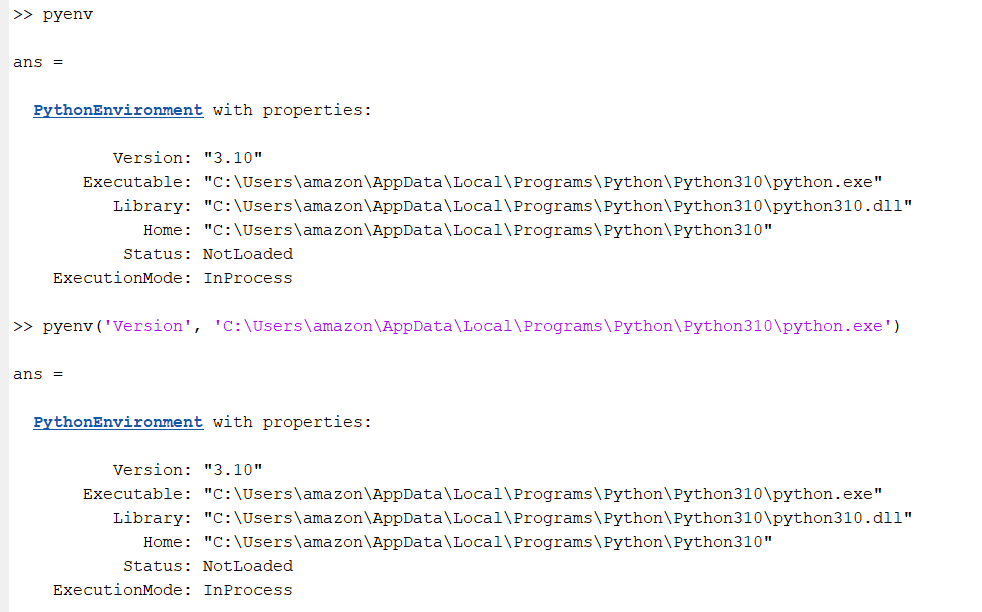 >> pyenv
ans =
PythonEnvironment with properties:
Version: "3.10"
Executable: "C:\Users\amazon\AppData\Local\Programs\Python\Python310\python.exe"
Library: "C:\Users\amazon\AppData\Local\Programs\Python\Python310\python310.dll"
Home: "C:\Users\amazon\AppData\Local\Programs\Python\Python310"
Status: NotLoaded
ExecutionMode: InProcess
>> pyenv('Version', 'C:\Users\amazon\AppData\Local\Programs\Python\Python310\python.exe')
ans =
PythonEnvironment with properties:
Version: "3.10"
Executable: "C:\Users\amazon\AppData\Local\Programs\Python\Python310\python.exe"
Library: "C:\Users\amazon\AppData\Local\Programs\Python\Python310\python310.dll"
Home: "C:\Users\amazon\AppData\Local\Programs\Python\Python310"
Status: NotLoaded
ExecutionMode: InProcess